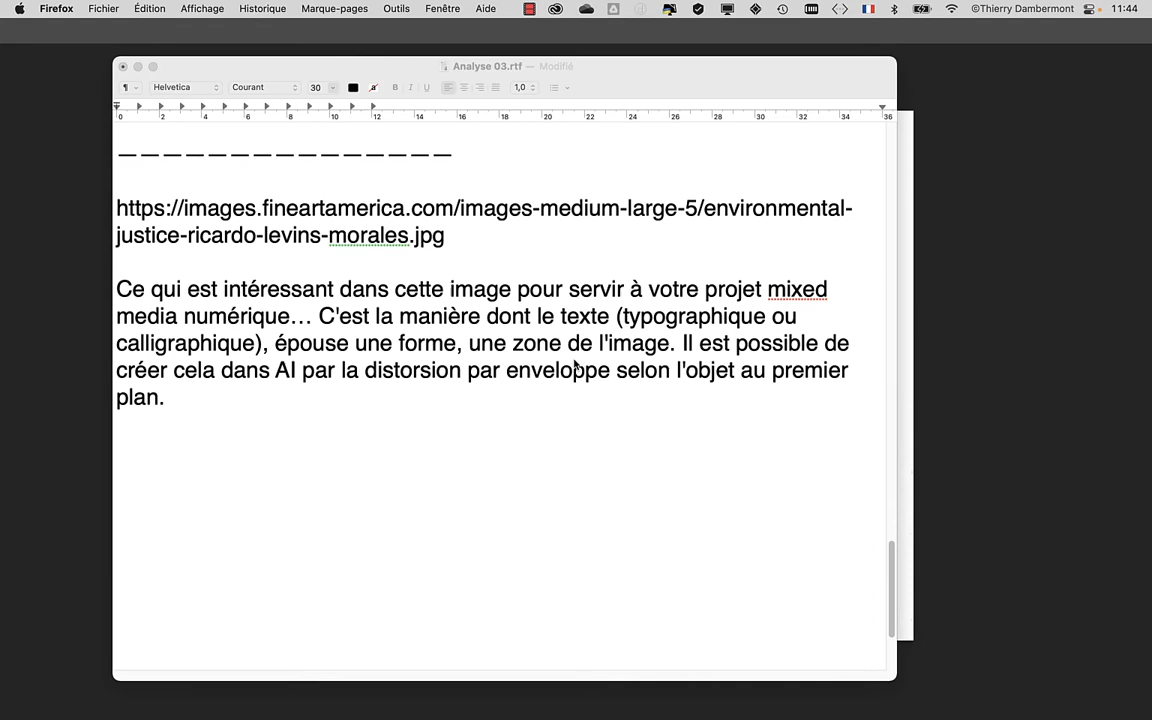 Firefox Fichier Édition Affichage Historique Marque-pages Outils Fenêtre Aide ©Thierry Dambermont 11:44
Analyse 03.rtf — Modifié
¶ Helvetica Courant 30 a B I U 1,0
0 2 4 6 8 10 12 14 16 18 20 22 24 26 28 30 32 34 36
— — — — — — — — — — — — — — —
https://images.fineartamerica.com/images-medium-large-5/environmental-
justice-ricardo-levins-morales.jpg
Ce qui est intéressant dans cette image pour servir à votre projet mixed
media numérique… C'est la manière dont le texte (typographique ou
calligraphique), épouse une forme, une zone de l'image. Il est possible de
créer cela dans AI par la distorsion par enveloppe selon l'objet au premier
plan.